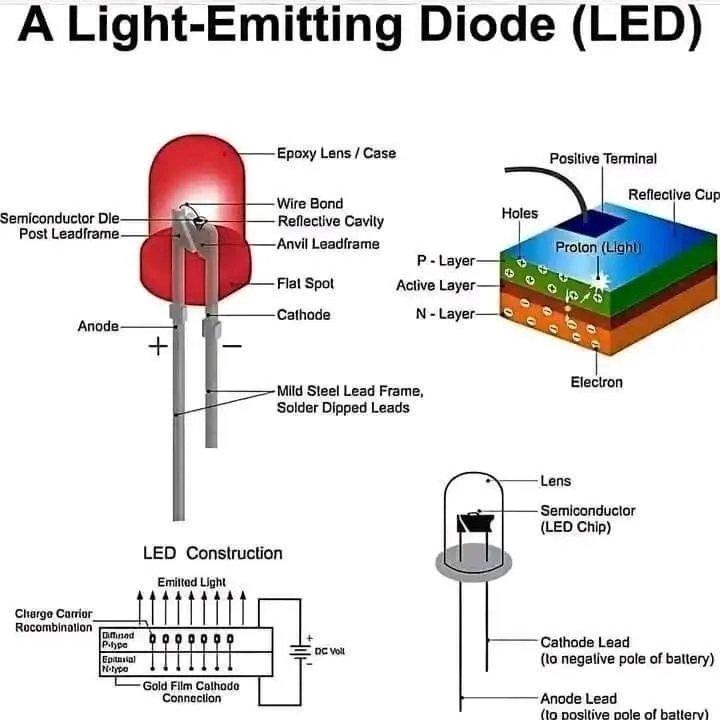 A Light-Emitting Diode (LED)
Epoxy Lens / Case
Wire Bond
Reflective Cavity
Anvil Leadframe
Semiconductor Die
Post Leadframe
Flat Spot
Cathode
Anode
+
−
Mild Steel Lead Frame,
Solder Dipped Leads
Positive Terminal
Reflective Cup
Holes
Proton (Light)
P - Layer
Active Layer
N - Layer
Electron
Lens
Semiconductor
(LED Chip)
Cathode Lead
(to negative pole of battery)
Anode Lead
(to positive pole of battery)
LED Construction
Emitted Light
Charge Carrier
Recombination
Diffused
P-type
Epitaxial
N-type
+
DC Volt
−
Gold Film Cathode
Connection